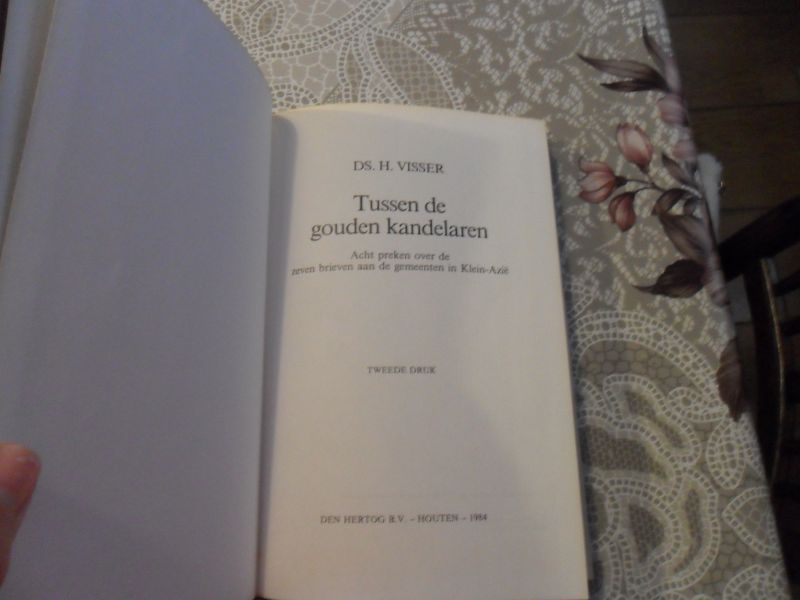 DS. H. VISSER
Tussen de
gouden kandelaren
Acht preken over de
zeven brieven aan de gemeenten in Klein-Azië
TWEEDE DRUK
DEN HERTOG B.V. – HOUTEN – 1984